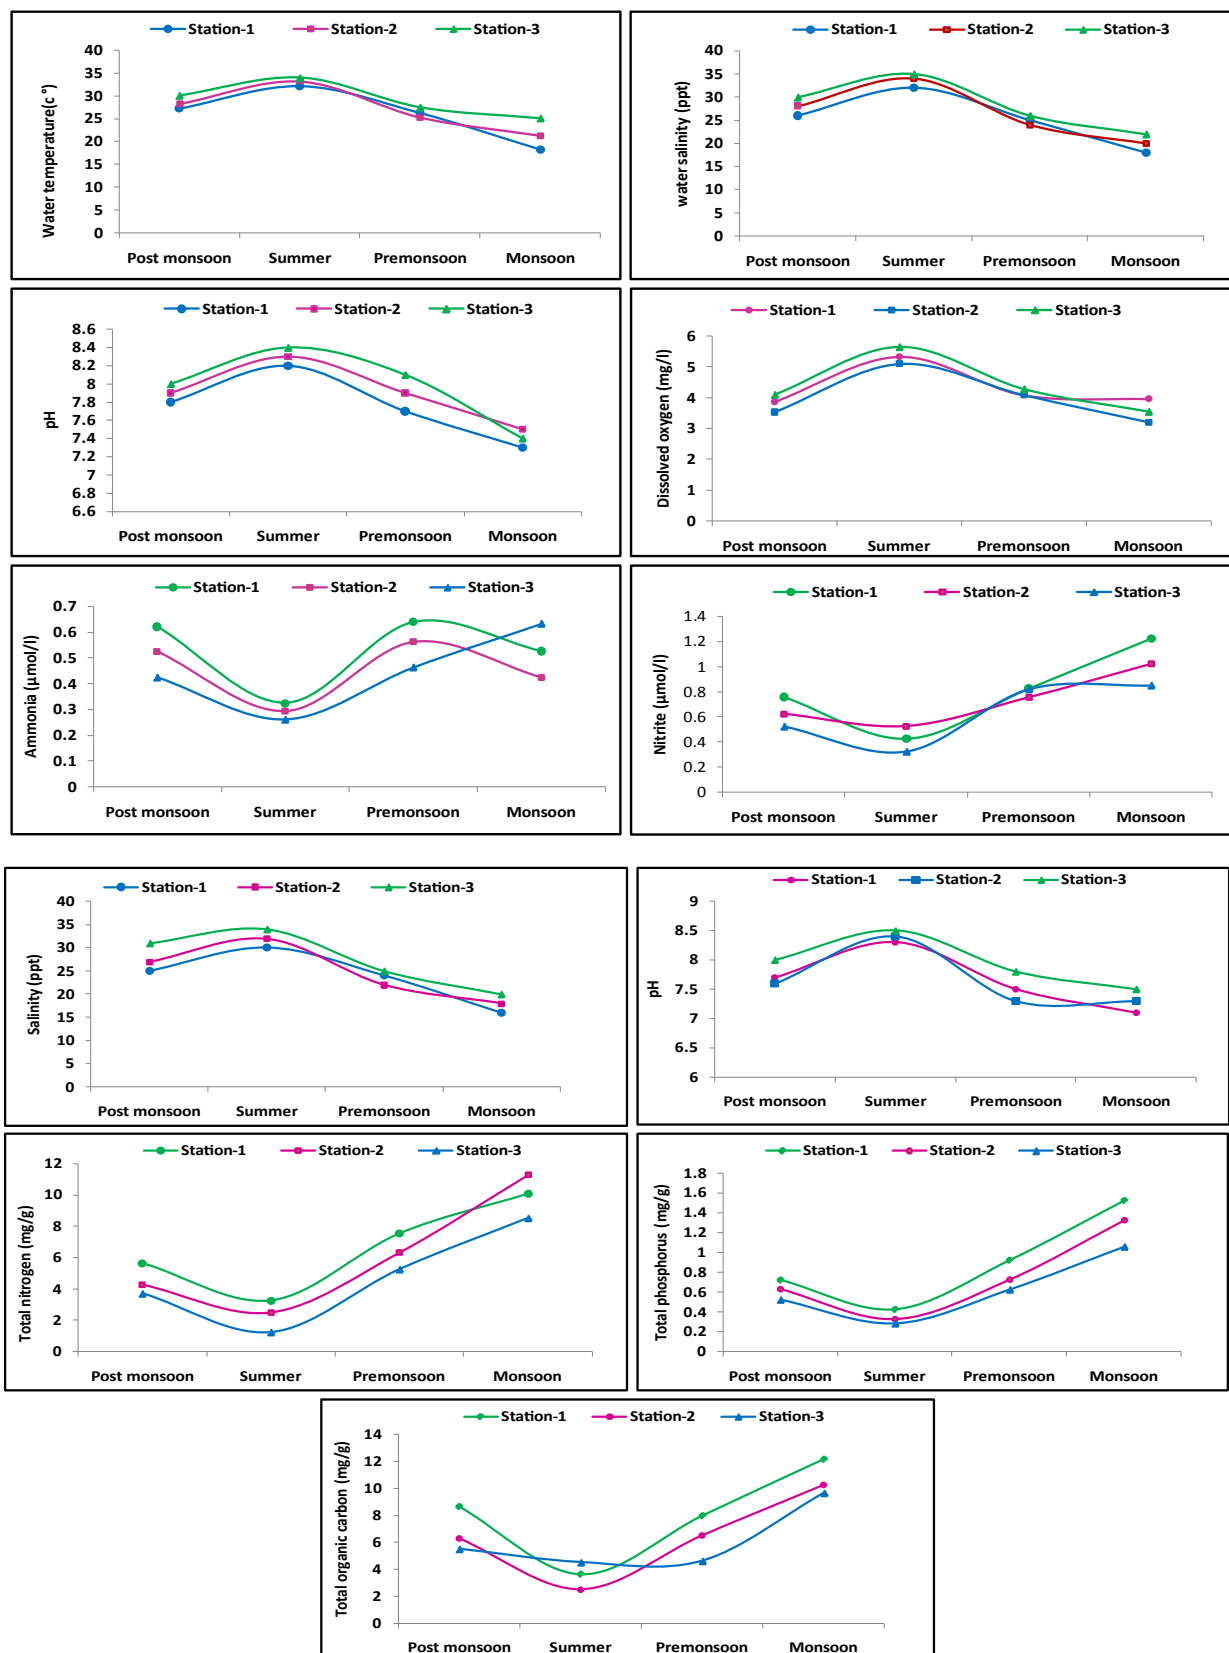 Station-1 Station-2 Station-3
Water temperature(c °)
40
35
30
25
20
15
10
5
0
Post monsoon Summer Premonsoon Monsoon
Station-1 Station-2 Station-3
water salinity (ppt)
40
35
30
25
20
15
10
5
0
Post monsoon Summer Premonsoon Monsoon
Station-1 Station-2 Station-3
pH
8.6
8.4
8.2
8
7.8
7.6
7.4
7.2
7
6.8
6.6
Post monsoon Summer Premonsoon Monsoon
Station-1 Station-2 Station-3
Dissolved oxygen (mg/l)
6
5
4
3
2
1
0
Post monsoon Summer Premonsoon Monsoon
Station-1 Station-2 Station-3
Ammonia (µmol/l)
0.7
0.6
0.5
0.4
0.3
0.2
0.1
0
Post monsoon Summer Premonsoon Monsoon
Station-1 Station-2 Station-3
Nitrite (µmol/l)
1.4
1.2
1
0.8
0.6
0.4
0.2
0
Post monsoon Summer Premonsoon Monsoon
Station-1 Station-2 Station-3
Salinity (ppt)
40
35
30
25
20
15
10
5
0
Post monsoon Summer Premonsoon Monsoon
Station-1 Station-2 Station-3
pH
9
8.5
8
7.5
7
6.5
6
Post monsoon Summer Premonsoon Monsoon
Station-1 Station-2 Station-3
Total nitrogen (mg/g)
12
10
8
6
4
2
0
Post monsoon Summer Premonsoon Monsoon
Station-1 Station-2 Station-3
Total phosphorus (mg/g)
1.8
1.6
1.4
1.2
1
0.8
0.6
0.4
0.2
0
Post monsoon Summer Premonsoon Monsoon
Station-1 Station-2 Station-3
Total organic carbon (mg/g)
14
12
10
8
6
4
2
0
Post monsoon Summer Premonsoon Monsoon